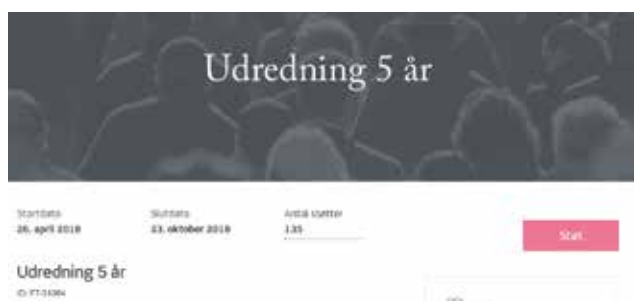 Udredning 5 år
Startdato
Slutdato
Antal støtter
26. april 2018
23. oktober 2018
135
Støt
Udredning 5 år